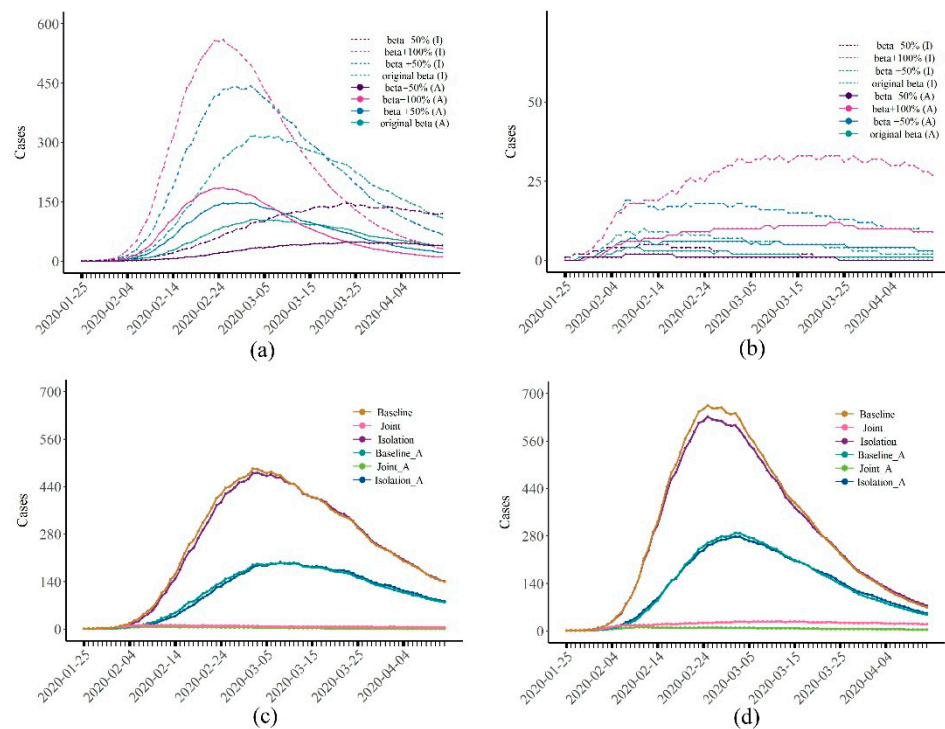 600
450
300
150
0
Cases
beta 50% (I)
beta+100% (I)
beta +50% (I)
original beta (I)
beta−50% (A)
beta−100% (A)
beta +50% (A)
original beta (A)
2020-01-25
2020-02-04
2020-02-14
2020-02-24
2020-03-05
2020-03-15
2020-03-25
2020-04-04
(a)
50
25
0
Cases
beta 50% (I)
beta+100% (I)
beta −50% (I)
original beta (I)
beta 50% (A)
beta+100% (A)
beta −50% (A)
original beta (A)
2020-01-25
2020-02-04
2020-02-14
2020-02-24
2020-03-05
2020-03-15
2020-03-25
2020-04-04
(b)
700
560
440
280
140
0
Cases
Baseline
Joint
Isolation
Baseline_A
Joint_A
Isolation_A
2020-01-25
2020-02-04
2020-02-14
2020-02-24
2020-03-05
2020-03-15
2020-03-25
2020-04-04
(c)
700
560
440
280
140
0
Cases
Baseline
Joint
Isolation
Baseline_A
Joint A
Isolation_A
2020-01-25
2020-02-04
2020-02-14
2020-02-24
2020-03-05
2020-03-15
2020-03-25
2020-04-04
(d)